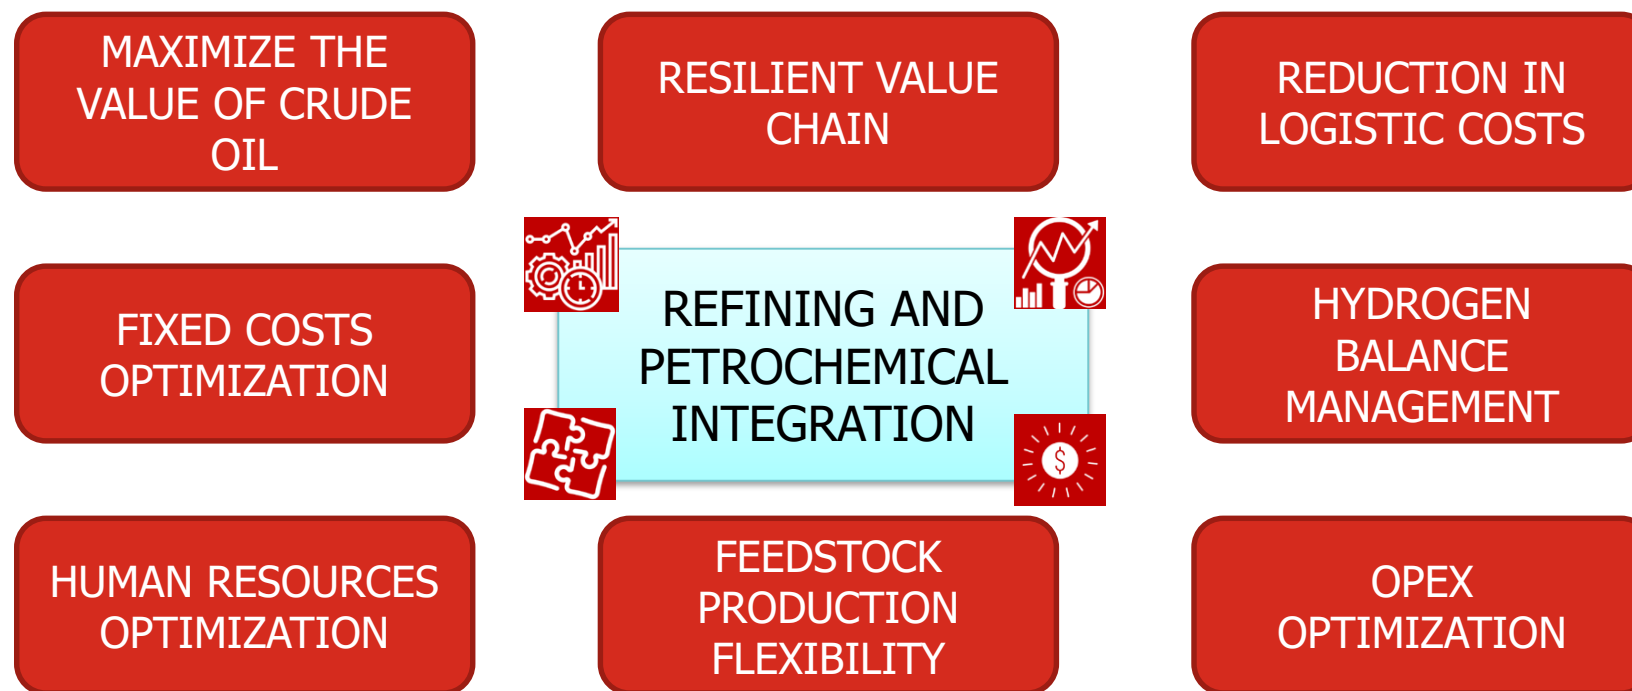 MAXIMIZE THE
VALUE OF CRUDE
OIL
RESILIENT VALUE
CHAIN
REDUCTION IN
LOGISTIC COSTS
FIXED COSTS
OPTIMIZATION
REFINING AND
PETROCHEMICAL
INTEGRATION
$
HYDROGEN
BALANCE
MANAGEMENT
HUMAN RESOURCES
OPTIMIZATION
FEEDSTOCK
PRODUCTION
FLEXIBILITY
OPEX
OPTIMIZATION